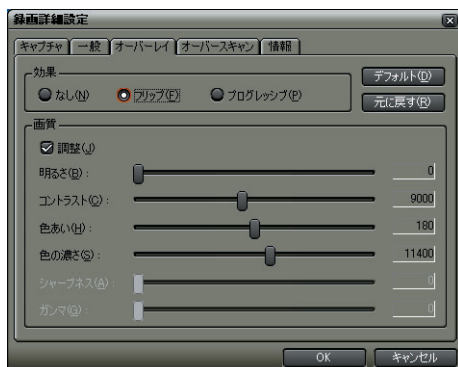 録画詳細設定
キャプチャ 一般 オーバーレイ オーバースキャン 情報
効果
なし(N) フリップ(F) プログレッシブ(P)
デフォルト(D)
元に戻す(R)
画質
調整(J)
明るさ(B): 0
コントラスト(C): 9000
色あい(H): 180
色の濃さ(S): 11400
シャープネス(A): 0
ガンマ(G): 0
OK キャンセル